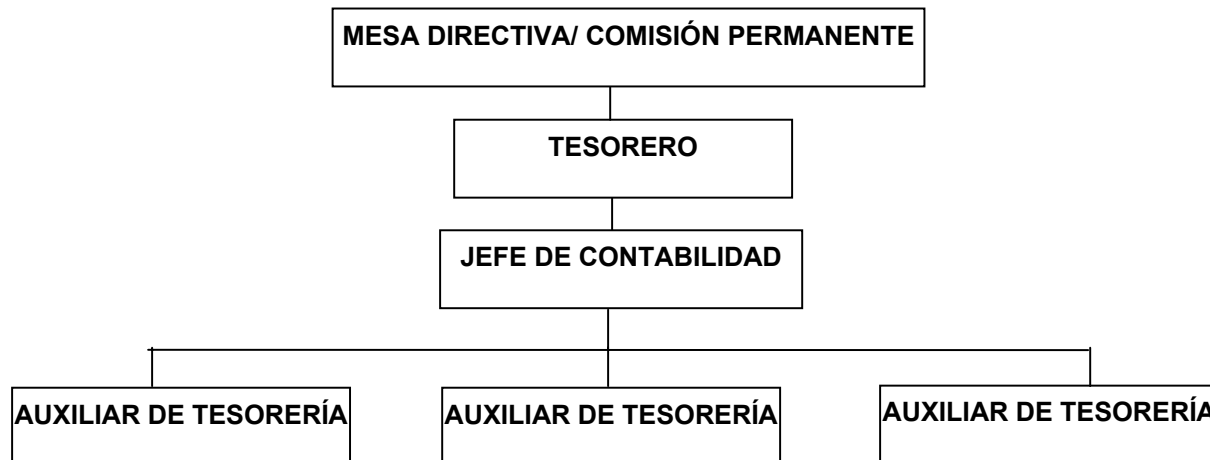 MESA DIRECTIVA/ COMISIÓN PERMANENTE
TESORERO
JEFE DE CONTABILIDAD
AUXILIAR DE TESORERÍA
AUXILIAR DE TESORERÍA
AUXILIAR DE TESORERÍA